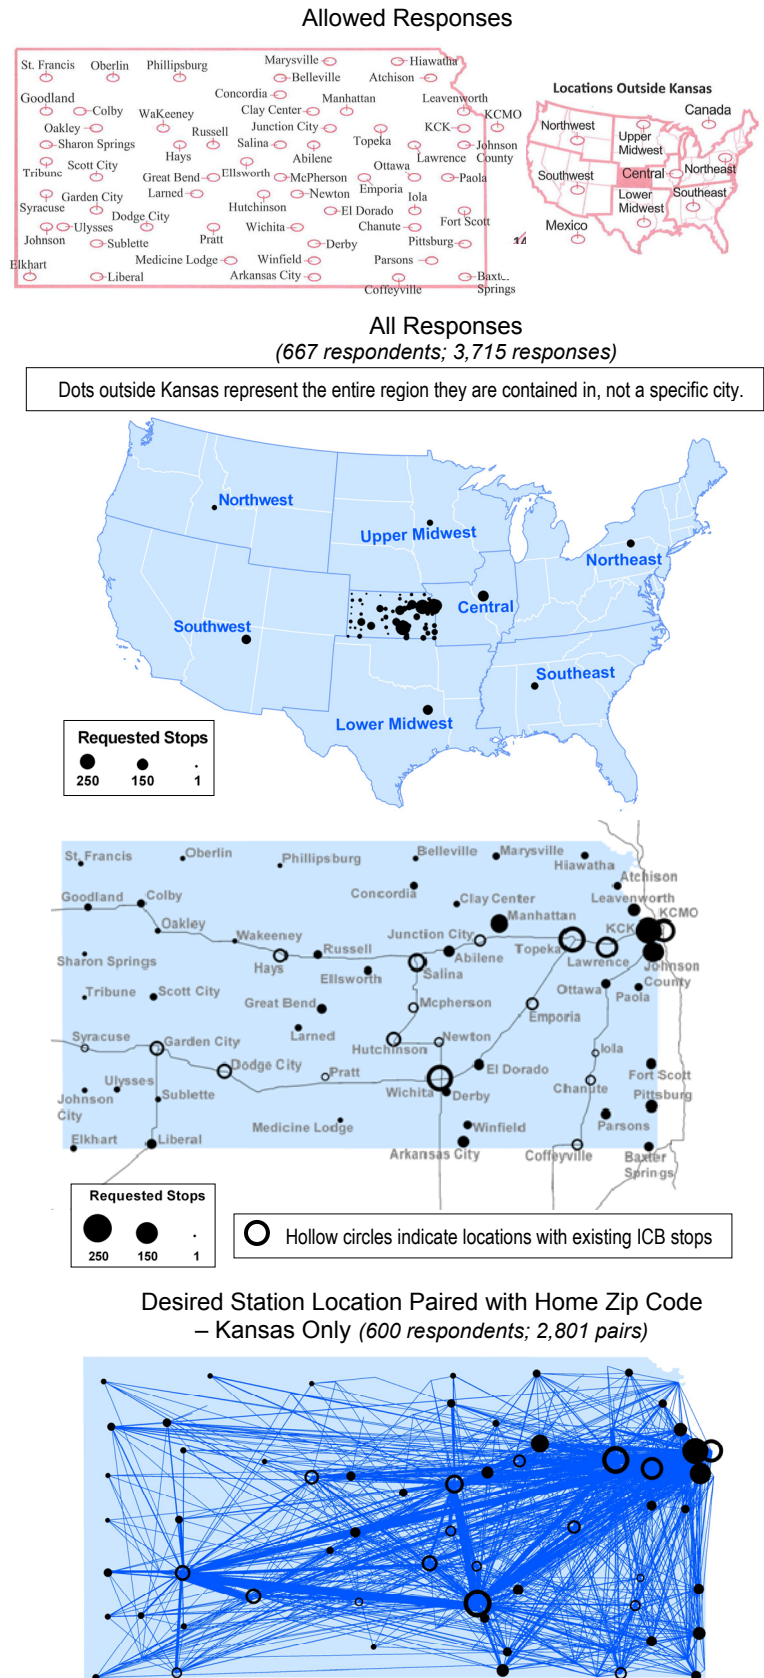 Allowed Responses
St. Francis
Oberlin
Phillipsburg
Marysville
Hiawatha
Belleville
Atchison
Goodland
Colby
Concordia
Clay Center
Manhattan
Leavenworth
KCMO
Oakley
WaKeeney
Russell
Junction City
Topeka
KCK
Sharon Springs
Hays
Salina
Abilene
Lawrence
Johnson
County
Tribune
Scott City
Great Bend
Ellsworth
McPherson
Emporia
Ottawa
Paola
Larned
Newton
Iola
Syracuse
Garden City
Hutchinson
El Dorado
Fort Scott
Johnson
Ulysses
Dodge City
Pratt
Wichita
Chanute
Sublette
Derby
Pittsburg
Elkhart
Medicine Lodge
Winfield
Parsons
Liberal
Arkansas City
Coffeyville
Springs
Locations Outside Kansas
Canada
Northwest
Upper
Midwest
Southwest
Central
Northeast
Lower
Midwest
Southeast
Mexico
All Responses
(667 respondents; 3,715 responses)
Dots outside Kansas represent the entire region they are contained in, not a specific city.
Northwest
Upper Midwest
Northeast
Central
Southwest
Southeast
Lower Midwest
Requested Stops
250 150 1
St. Francis
Oberlin
Phillipsburg
Belleville
Marysville
Hiawatha
Atchison
Goodland
Colby
Concordia
Clay Center
Leavenworth
Manhattan
KCMO
Oakley
Wakeeney
Junction City
Topeka
KCK
Sharon Springs
Hays
Russell
Abilene
Lawrence
Johnson
County
Ellsworth
Salina
Ottawa
Paola
Tribune
Scott City
Great Bend
Mcpherson
Emporia
Syracuse
Garden City
Larned
Hutchinson
Newton
Iola
Dodge City
Pratt
El Dorado
Fort Scott
Ulysses
Johnson
City
Sublette
Wichita
Derby
Chanute
Pittsburg
Medicine Lodge
Winfield
Parsons
Elkhart
Liberal
Arkansas City
Coffeyville
Baxter
Springs
Requested Stops
250 150 1
Hollow circles indicate locations with existing ICB stops
Desired Station Location Paired with Home Zip Code
– Kansas Only (600 respondents; 2,801 pairs)